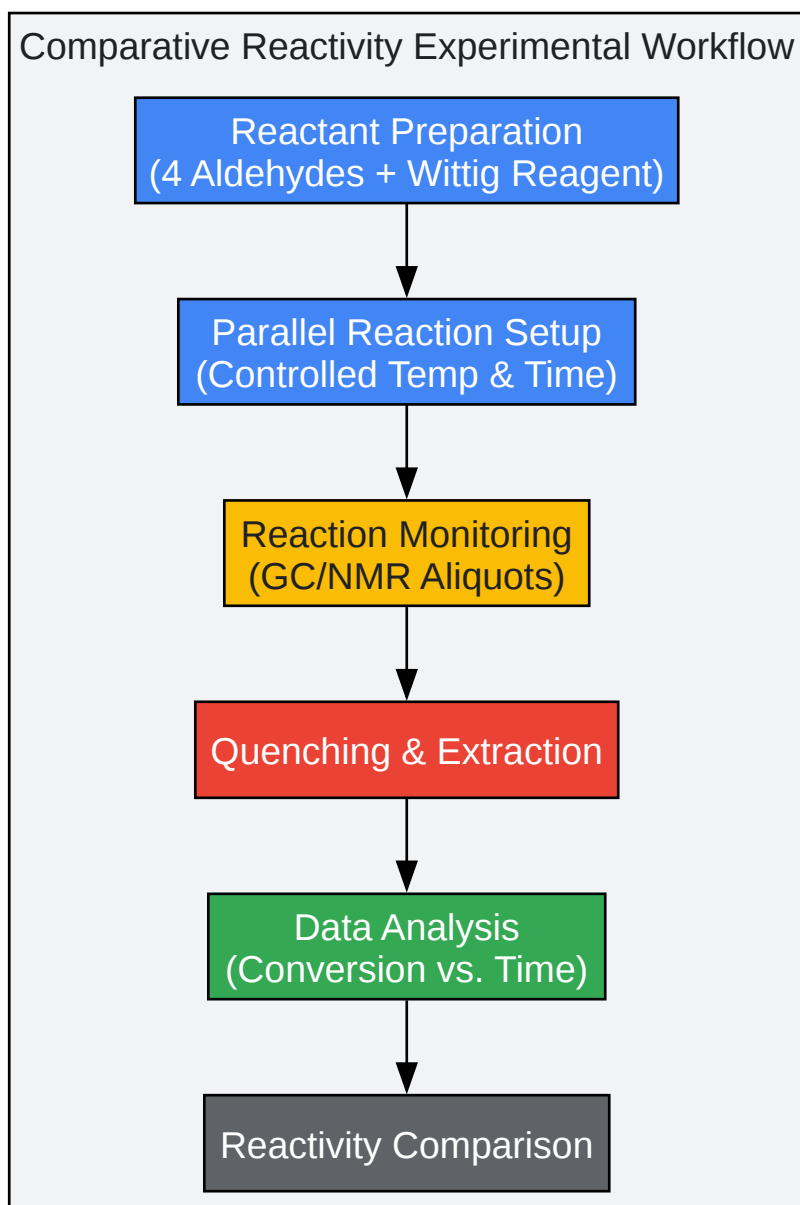 Comparative Reactivity Experimental Workflow
Reactant Preparation
(4 Aldehydes + Wittig Reagent)
Parallel Reaction Setup
(Controlled Temp & Time)
Reaction Monitoring
(GC/NMR Aliquots)
Quenching & Extraction
Data Analysis
(Conversion vs. Time)
Reactivity Comparison